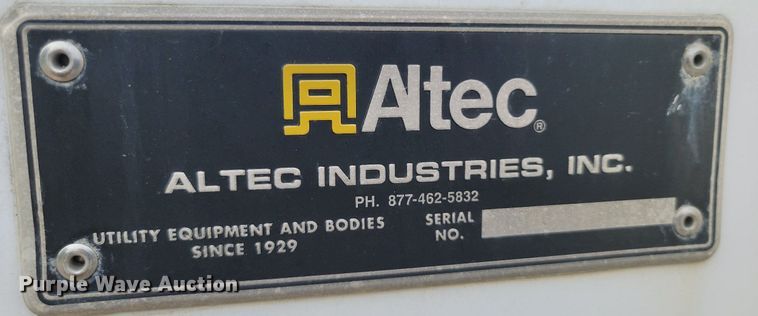 Altec®
ALTEC INDUSTRIES, INC.
PH. 877-462-5832
UTILITY EQUIPMENT AND BODIES
SINCE 1929
SERIAL
NO.
Purple Wave Auction